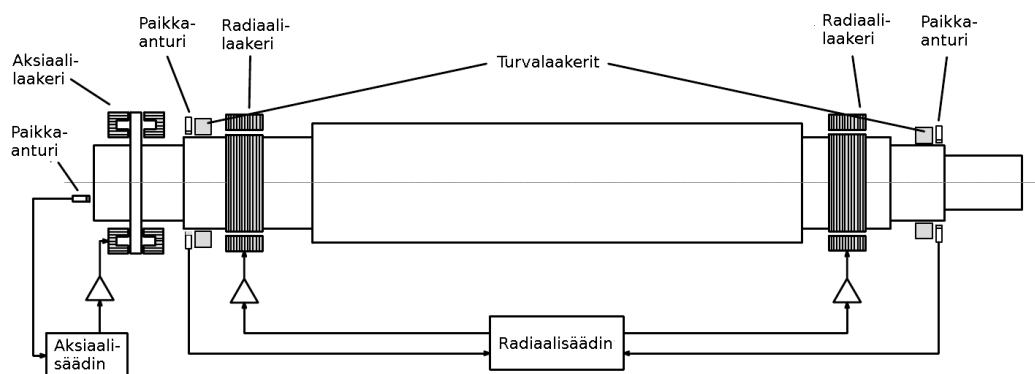 Paikka-
anturi
Radiaali-
laakeri
Radiaali-
laakeri
Paikka-
anturi
Aksiaali-
laakeri
Turvalaakerit
Paikka-
anturi
Aksiaali-
säädin
Radiaalisäädin